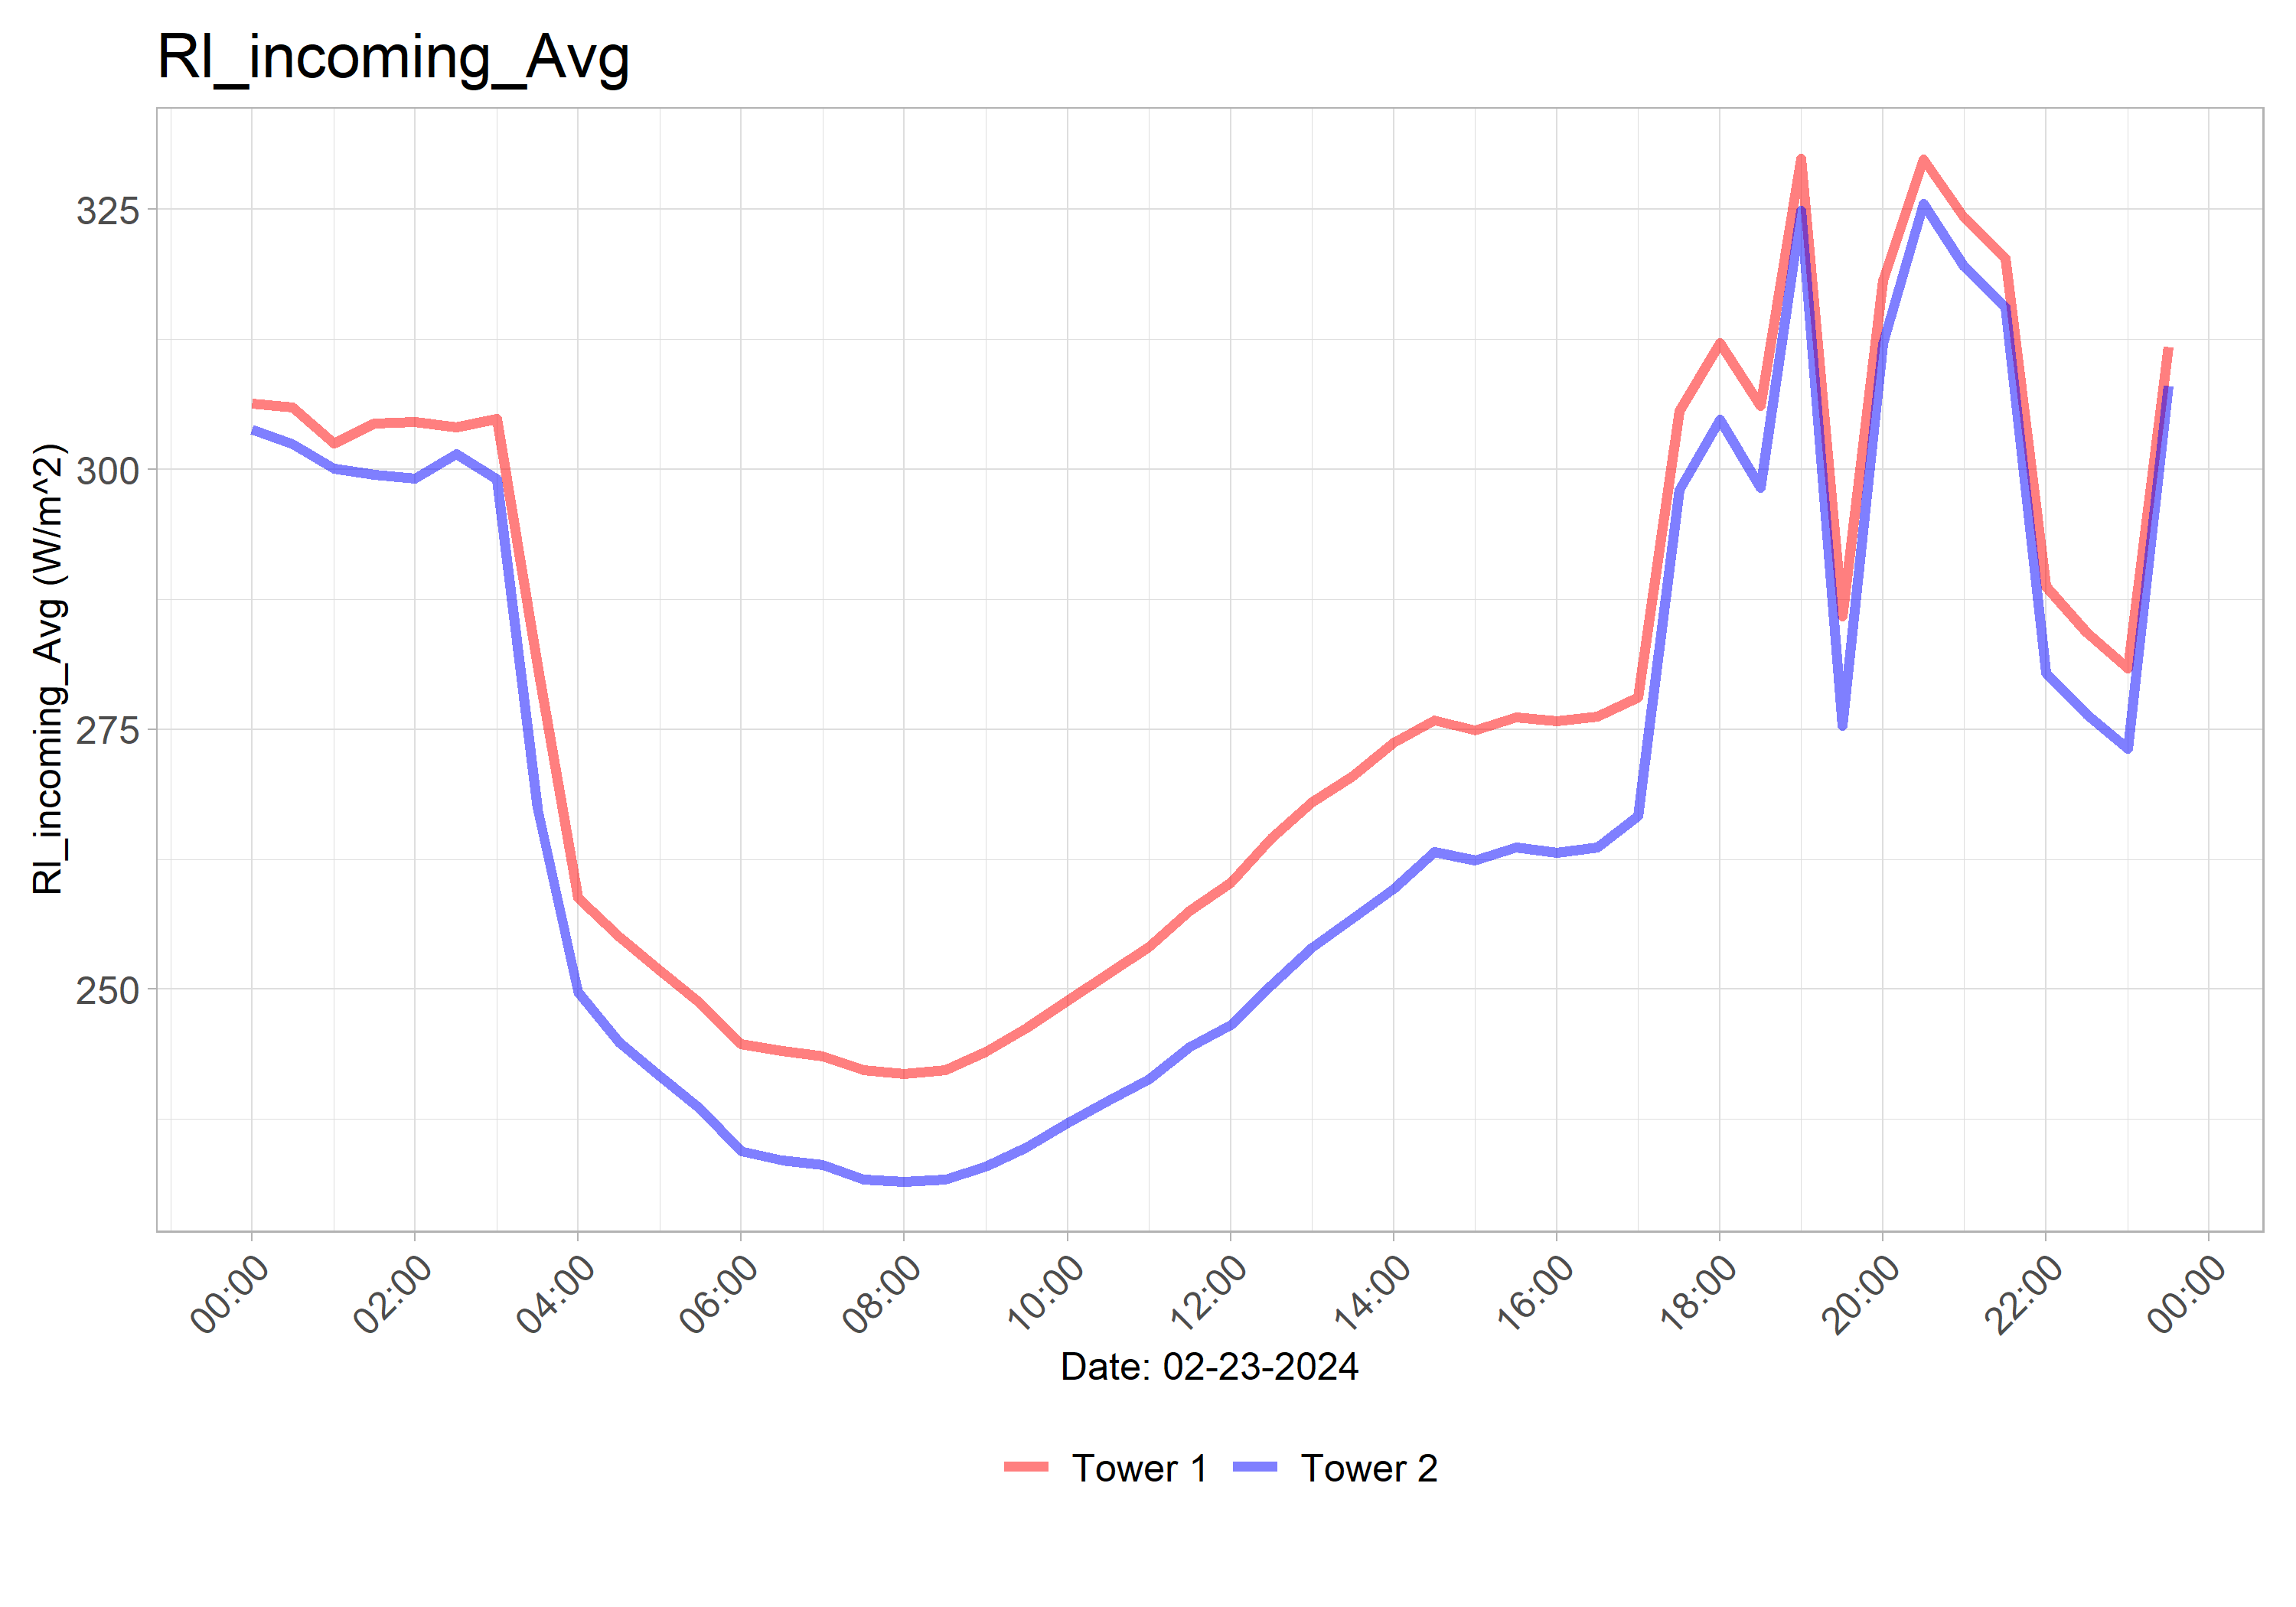 Rl_incoming_Avg
Rl_incoming_Avg (W/m^2)
325
300
275
250
00:00 02:00 04:00 06:00 08:00 10:00 12:00 14:00 16:00 18:00 20:00 22:00 00:00
Date: 02-23-2024
Tower 1 Tower 2